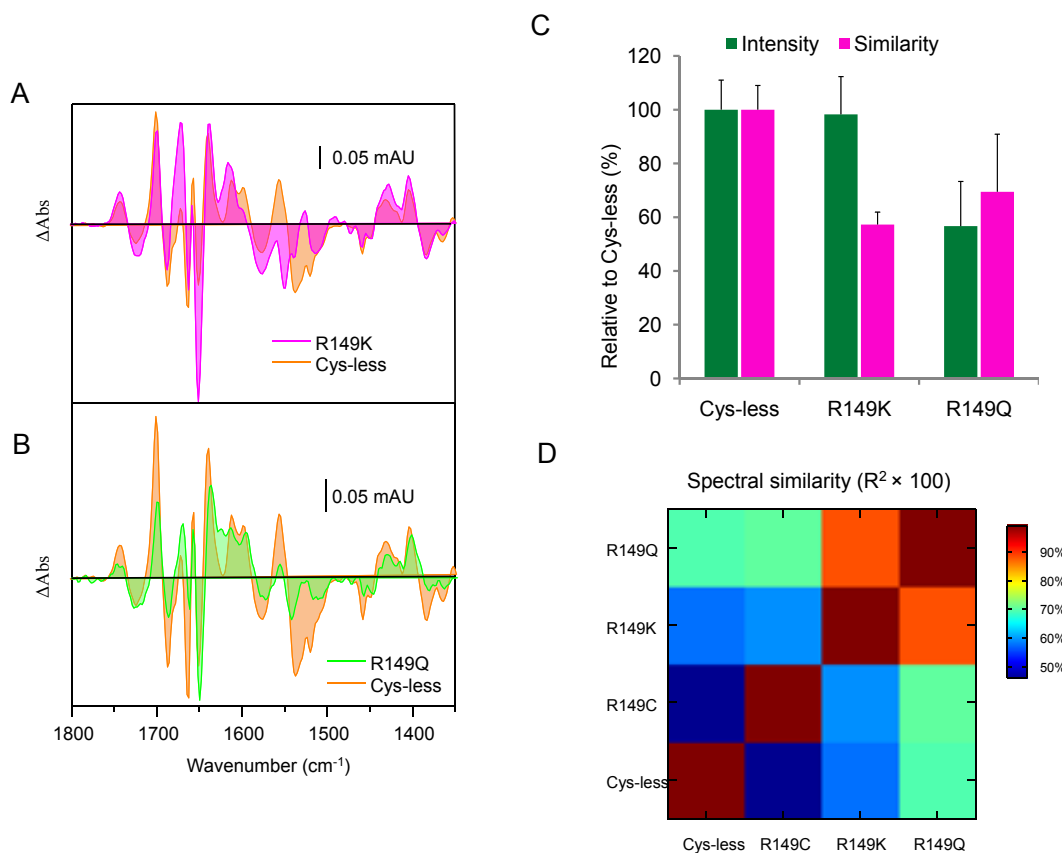 A
0.05 mAU
ΔAbs
R149K
Cys-less
B
0.05 mAU
ΔAbs
R149Q
Cys-less
1800 1700 1600 1500 1400
Wavenumber (cm⁻¹)
C
Intensity Similarity
Relative to Cys-less (%)
120
100
80
60
40
20
0
Cys-less R149K R149Q
D
Spectral similarity (R² × 100)
R149Q
R149K
R149C
Cys-less
Cys-less R149C R149K R149Q
90%
80%
70%
60%
50%